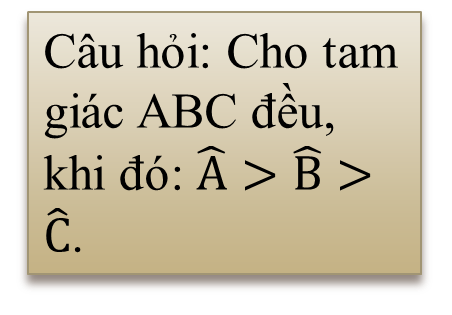 Câu hỏi: Cho tam
giác ABC đều,
khi đó: Â > B̂ >
Ĉ.